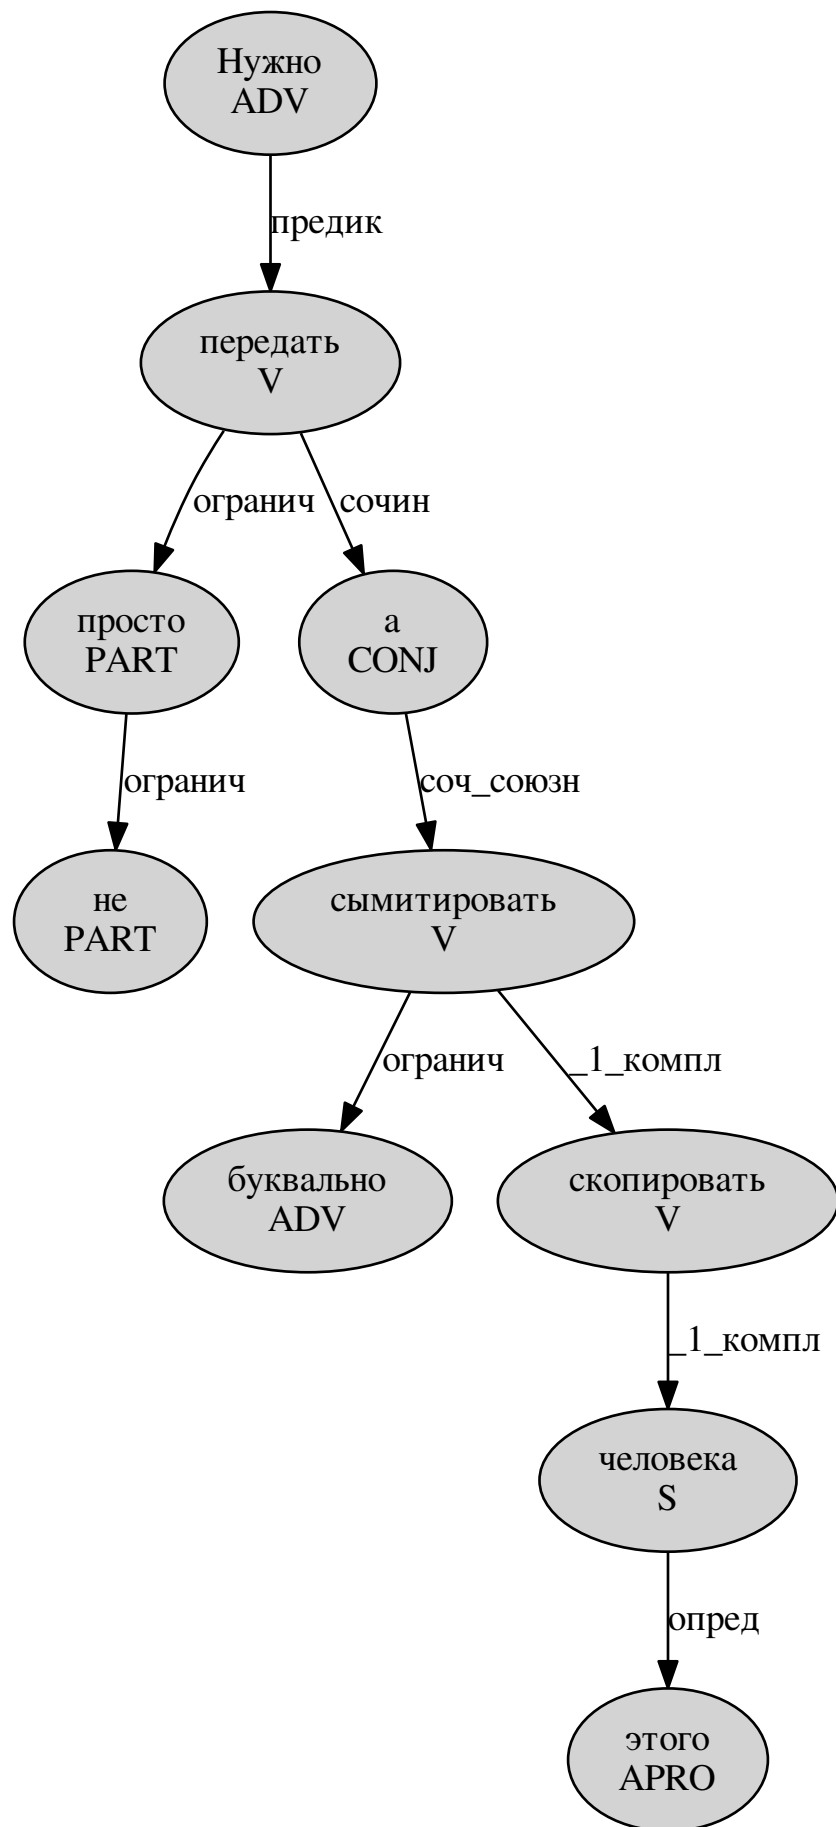 Нужно
ADV
предик
передать
V
огранич
сочин
просто
PART
а
CONJ
огранич
соч_союзн
не
PART
сымитировать
V
огранич
_1_компл
буквально
ADV
скопировать
V
_1_компл
человека
S
опред
этого
APRO